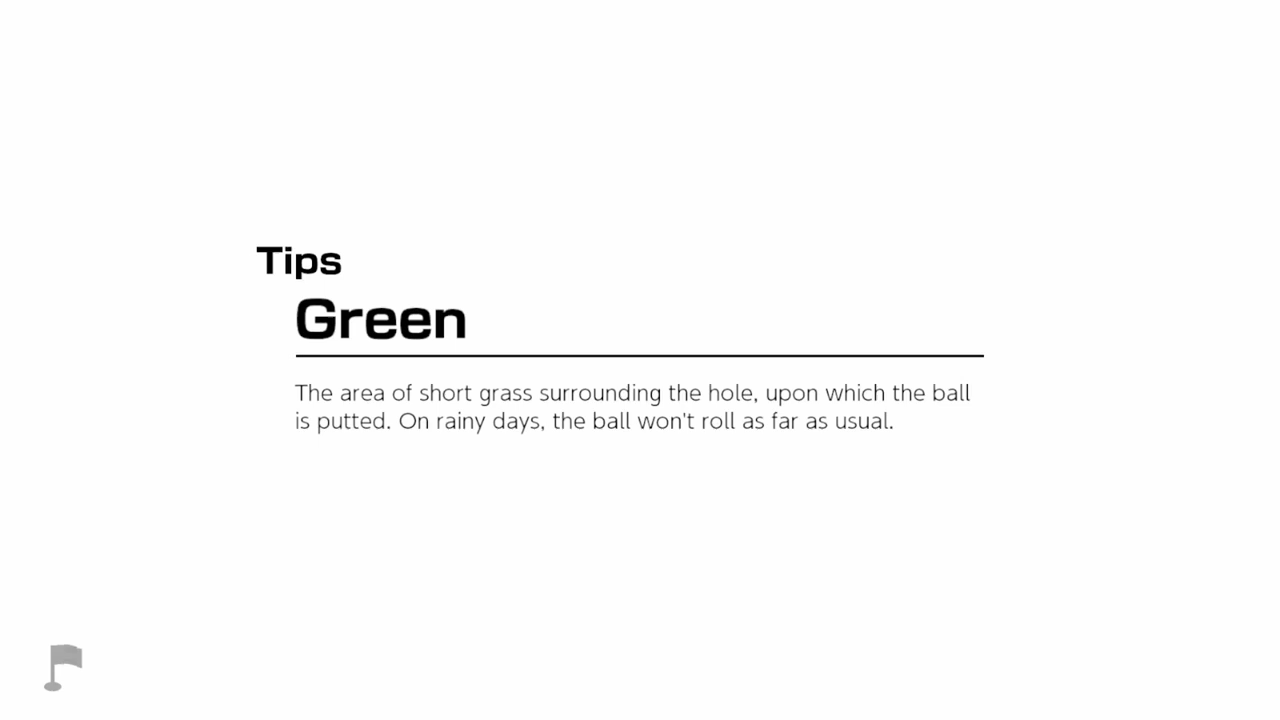 Tips
Green
The area of short grass surrounding the hole, upon which the ball
is putted. On rainy days, the ball won't roll as far as usual.